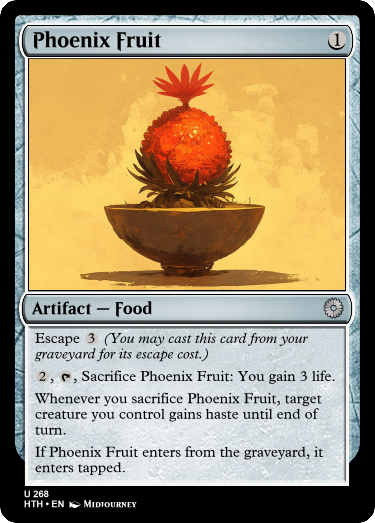 Phoenix Fruit 1
Artifact — Food
Escape 3 (You may cast this card from your
graveyard for its escape cost.)
2, , Sacrifice Phoenix Fruit: You gain 3 life.
Whenever you sacrifice Phoenix Fruit, target
creature you control gains haste until end of
turn.
If Phoenix Fruit enters from the graveyard, it
enters tapped.
U 268
HTH • EN Midjourney